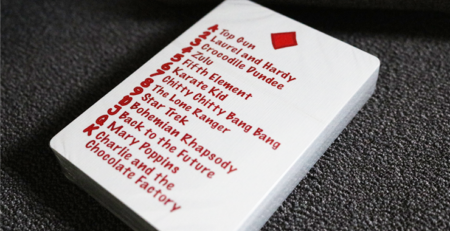 A Top Gun
2 Laurel and Hardy
3 Crocodile Dundee
4 Zulu
5 Fifth Element
6 Karate Kid
7 Chitty Chitty Bang Bang
8 The Lone Ranger
9 Star Trek
10 Bohemian Rhapsody
J Back to the Future
Q Mary Poppins
K Charlie and the
Chocolate Factory